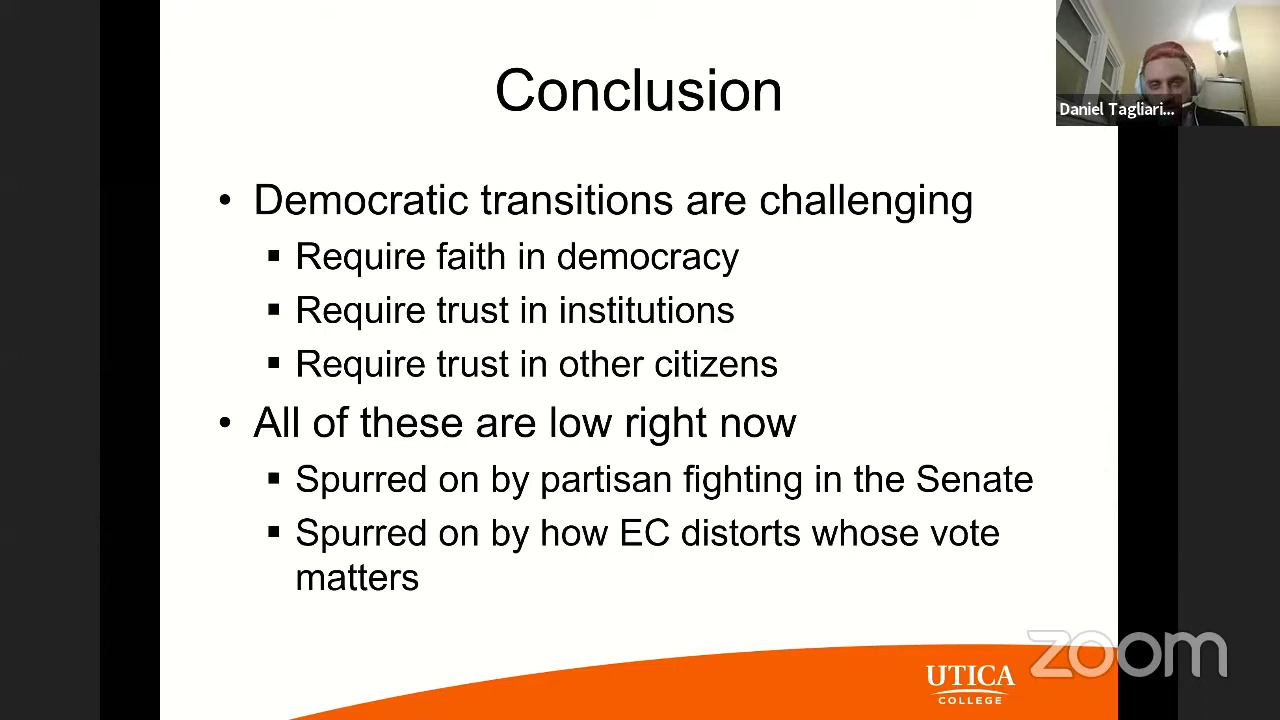 Conclusion
Daniel Tagliari...
• Democratic transitions are challenging
▪ Require faith in democracy
▪ Require trust in institutions
▪ Require trust in other citizens
• All of these are low right now
▪ Spurred on by partisan fighting in the Senate
▪ Spurred on by how EC distorts whose vote
matters
zoom
UTICA
COLLEGE